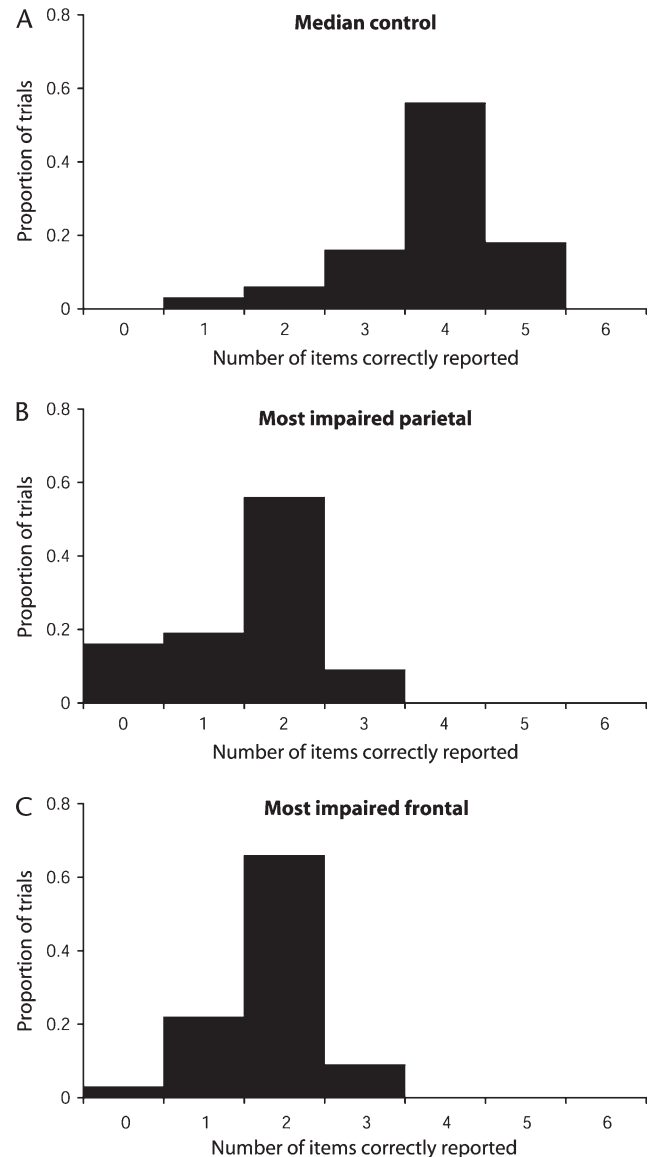 A
Median control
Proportion of trials
0.8
0.6
0.4
0.2
0
0 1 2 3 4 5 6
Number of items correctly reported
B
Most impaired parietal
Proportion of trials
0.8
0.6
0.4
0.2
0
0 1 2 3 4 5 6
Number of items correctly reported
C
Most impaired frontal
Proportion of trials
0.8
0.6
0.4
0.2
0
0 1 2 3 4 5 6
Number of items correctly reported